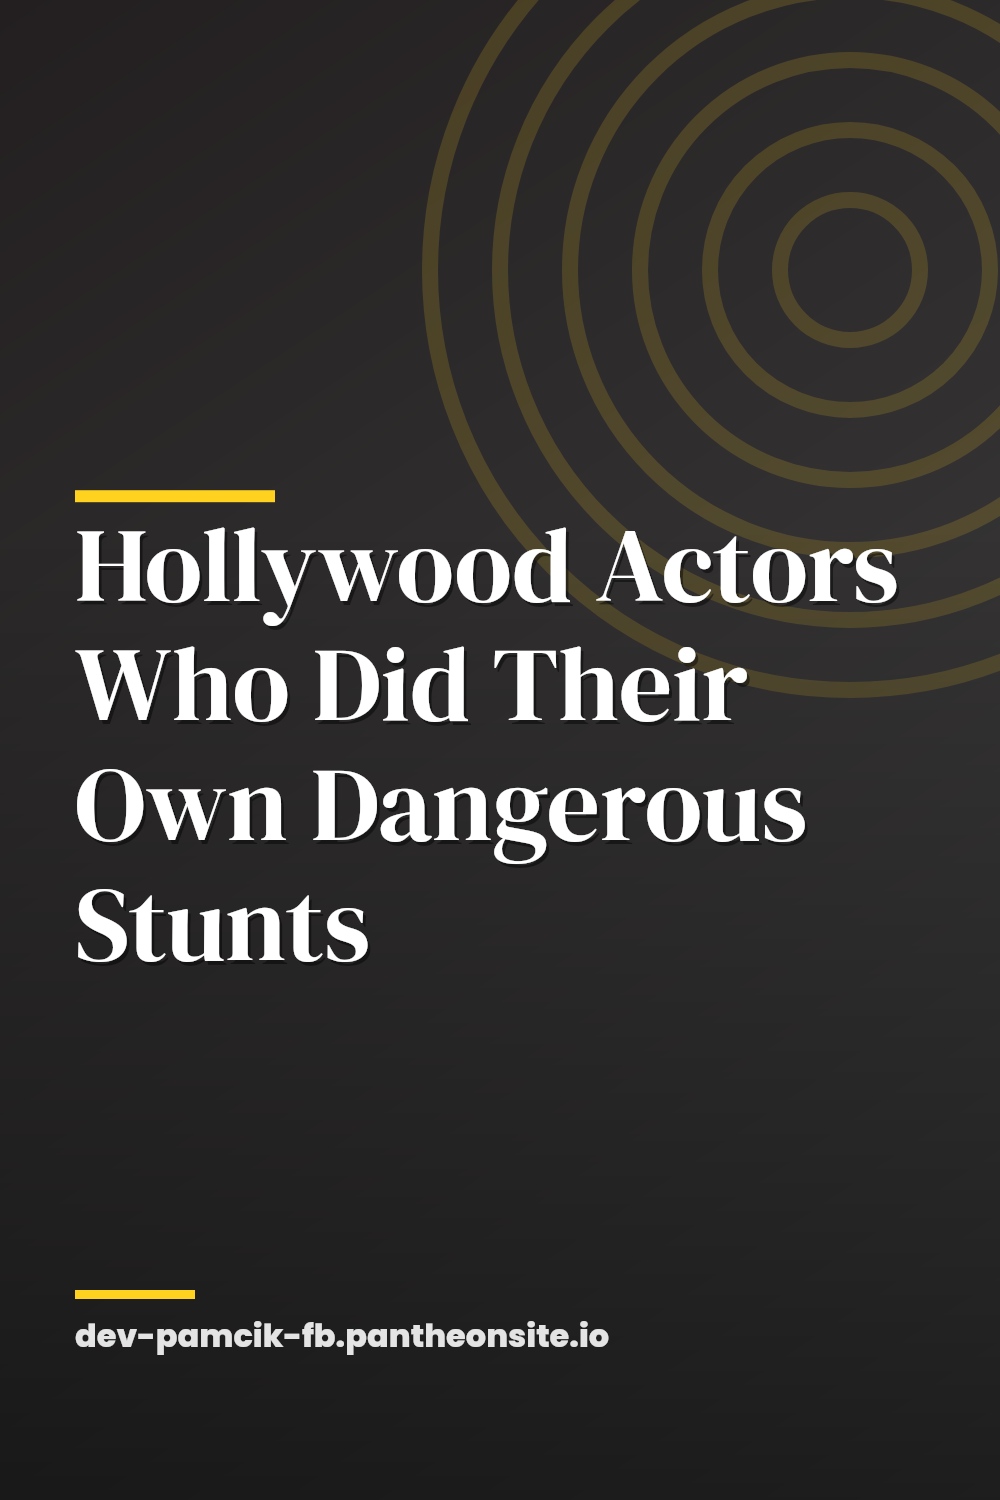 Hollywood Actors
Who Did Their
Own Dangerous
Stunts
dev-pamcik-fb.pantheonsite.io